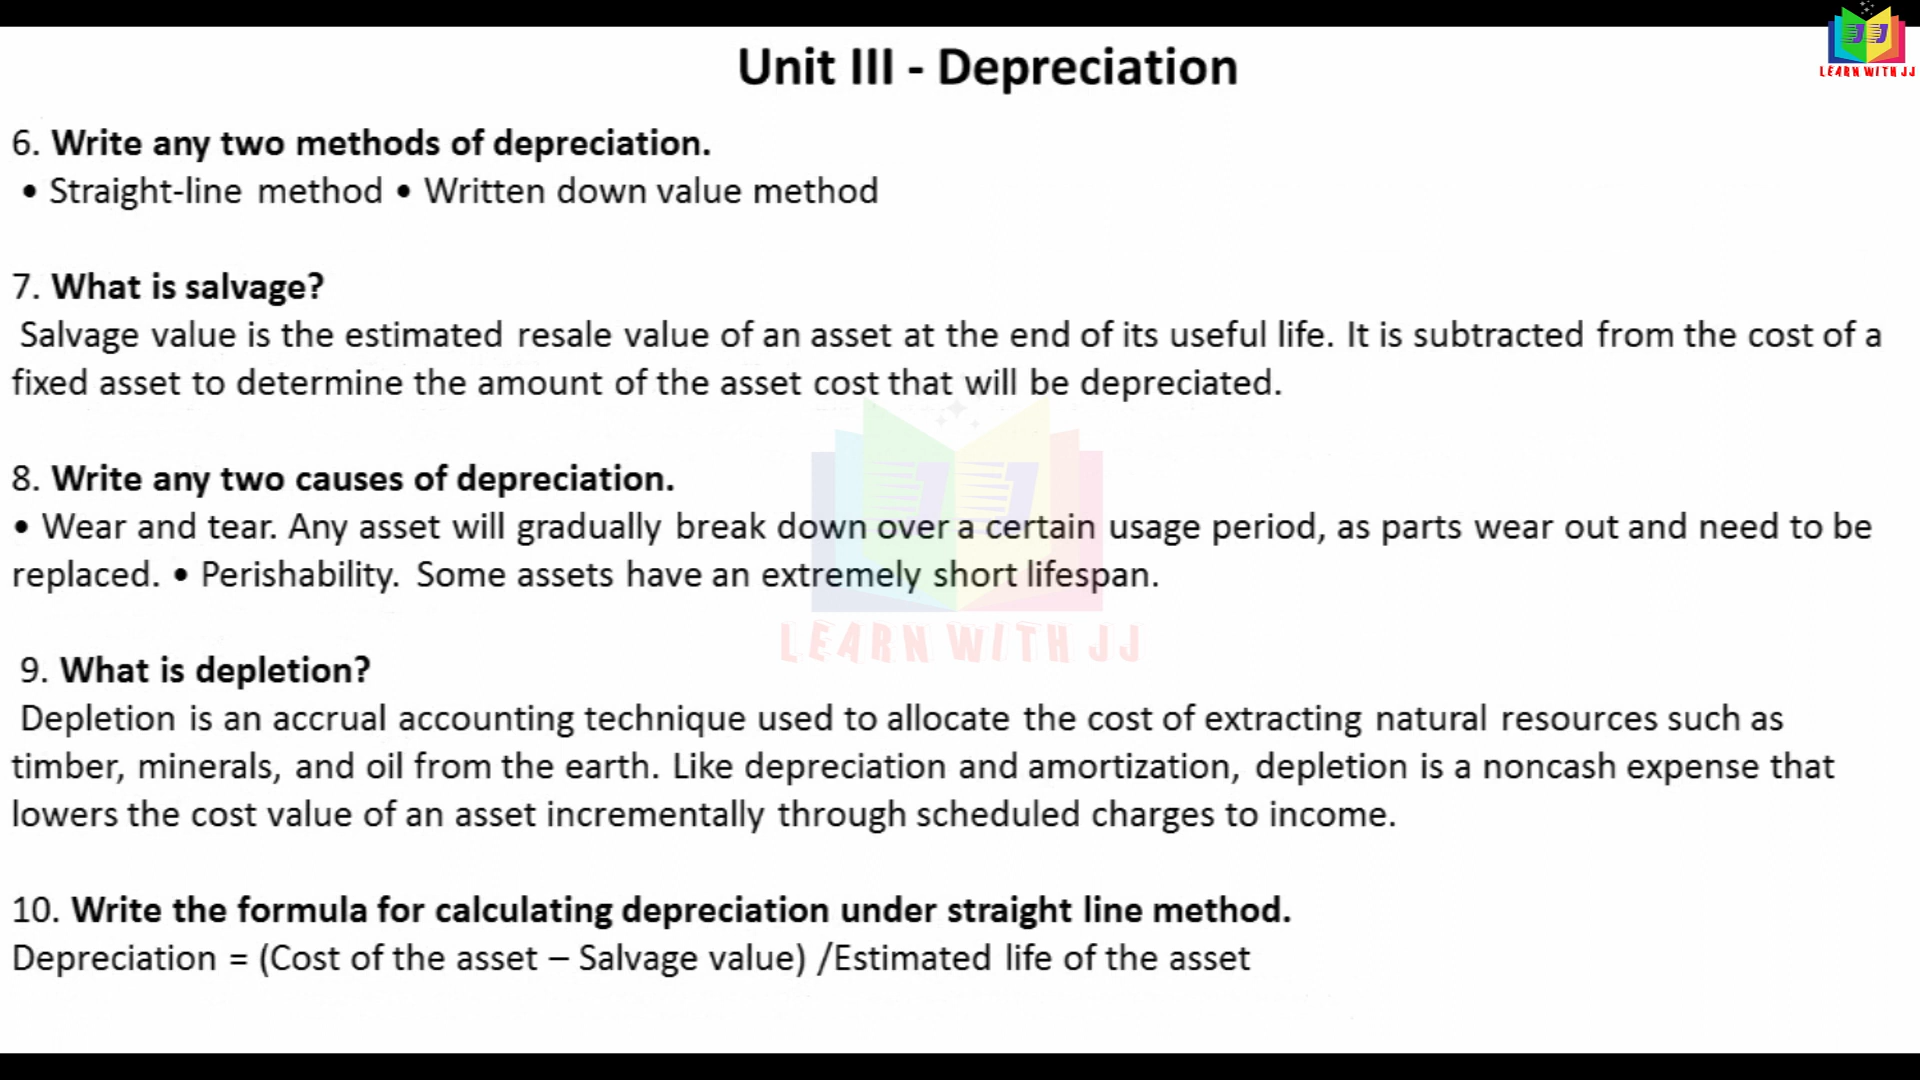 LEARN WITH JJ
Unit III - Depreciation
6. Write any two methods of depreciation.
• Straight-line method • Written down value method
7. What is salvage?
Salvage value is the estimated resale value of an asset at the end of its useful life. It is subtracted from the cost of a
fixed asset to determine the amount of the asset cost that will be depreciated.
8. Write any two causes of depreciation.
• Wear and tear. Any asset will gradually break down over a certain usage period, as parts wear out and need to be
replaced. • Perishability. Some assets have an extremely short lifespan.
LEARN WITH JJ
9. What is depletion?
Depletion is an accrual accounting technique used to allocate the cost of extracting natural resources such as
timber, minerals, and oil from the earth. Like depreciation and amortization, depletion is a noncash expense that
lowers the cost value of an asset incrementally through scheduled charges to income.
10. Write the formula for calculating depreciation under straight line method.
Depreciation = (Cost of the asset – Salvage value) /Estimated life of the asset